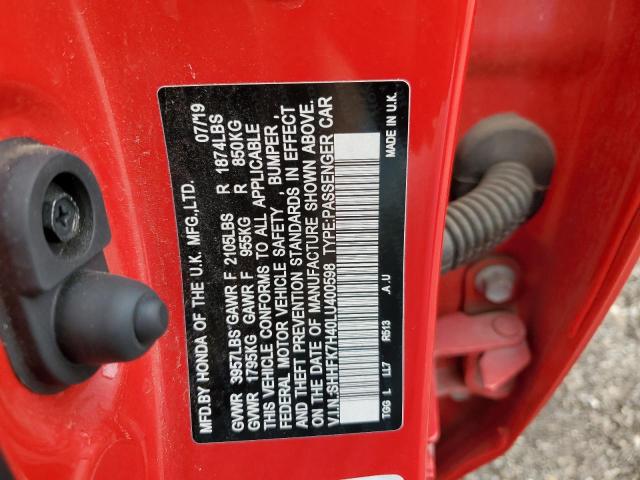 MFD.BY HONDA OF THE U.K. MFG.,LTD. 07/19
GVWR 3957LBS GAWR F 2105LBS R 1874LBS
GVWR 1795KG GAWR F 955KG R 850KG
THIS VEHICLE CONFORMS TO ALL APPLICABLE
FEDERAL MOTOR VEHICLE SAFETY , BUMPER ,
AND THEFT PREVENTION STANDARDS IN EFFECT
ON THE DATE OF MANUFACTURE SHOWN ABOVE.
V.I.N.:SHHFK7H40LU400598 TYPE:PASSENGER CAR
TGG L LL7 R513 .A.U MADE IN U.K.